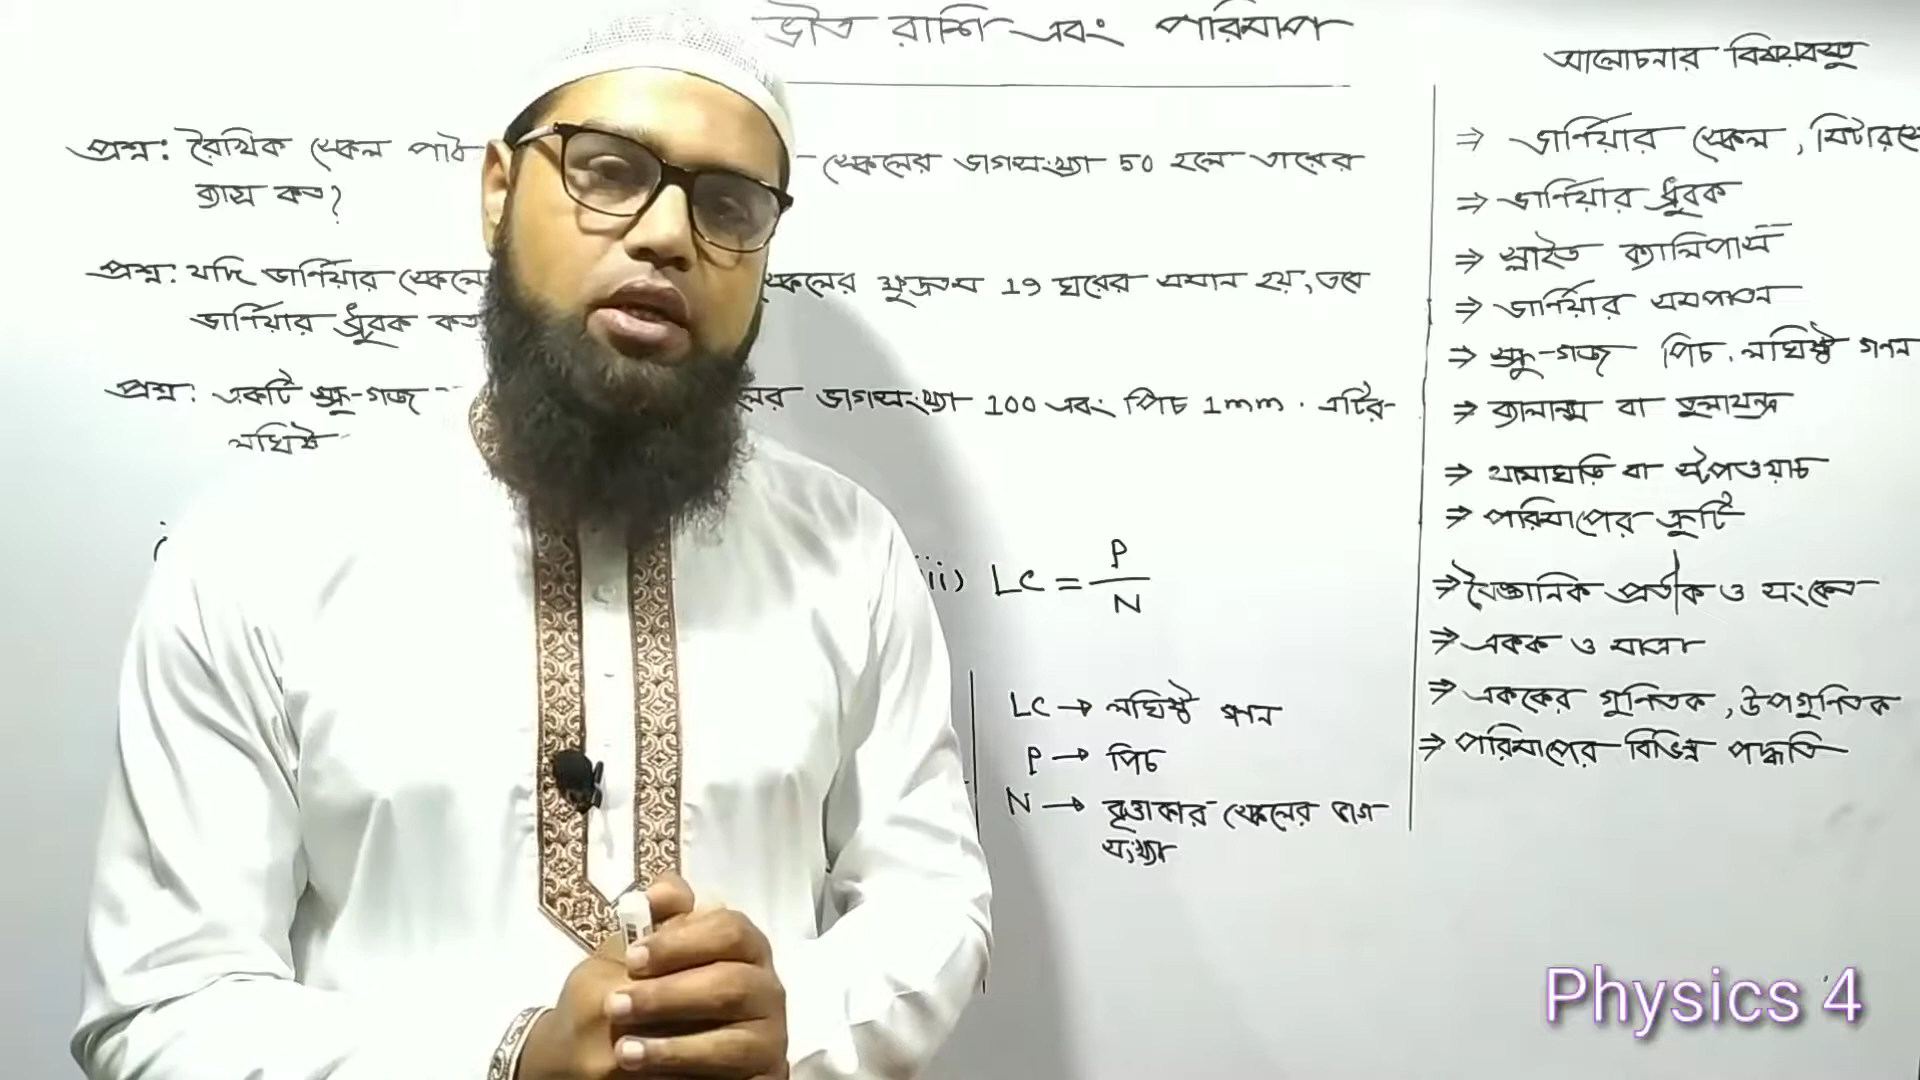 ভৌত রাশি এবং পরিমাপ
প্রশ্ন: রৈখিক স্কেল পাঠ স্কেলের ভাগসংখ্যা 50 হলে তারের
ব্যাস কত?
প্রশ্ন: যদি ভার্ণিয়ার স্কেলে স্কেলের ক্ষুদ্রতম 19 ঘরের সমান হয়, তবে
ভার্ণিয়ার ধ্রুবক কত
প্রশ্ন: একটি স্ক্রু-গজ লের ভাগসংখ্যা 100 এবং পিচ 1mm. এটির
লঘিষ্ঠ
iii) LC = P/N
LC → লঘিষ্ঠ গণন
P → পিচ
N → বৃত্তাকার স্কেলের ভাগ
সংখ্যা
আলোচনার বিষয়বস্তু
⇒ ভার্ণিয়ার স্কেল, মিটারস্কে
⇒ ভার্ণিয়ার ধ্রুবক
⇒ স্লাইড ক্যালিপার্স
⇒ ভার্ণিয়ার সমপাতন
⇒ স্ক্রু-গজ পিচ, লঘিষ্ঠ গণন
⇒ ব্যালান্স বা তুলাযন্ত্র
⇒ থামাঘড়ি বা স্টপওয়াচ
⇒ পরিমাপের ত্রুটি
⇒ বৈজ্ঞানিক প্রতীক ও সংকেত
⇒ একক ও মাত্রা
⇒ এককের গুণিতক, উপগুণিতক
⇒ পরিমাপের বিভিন্ন পদ্ধতি
Physics 4